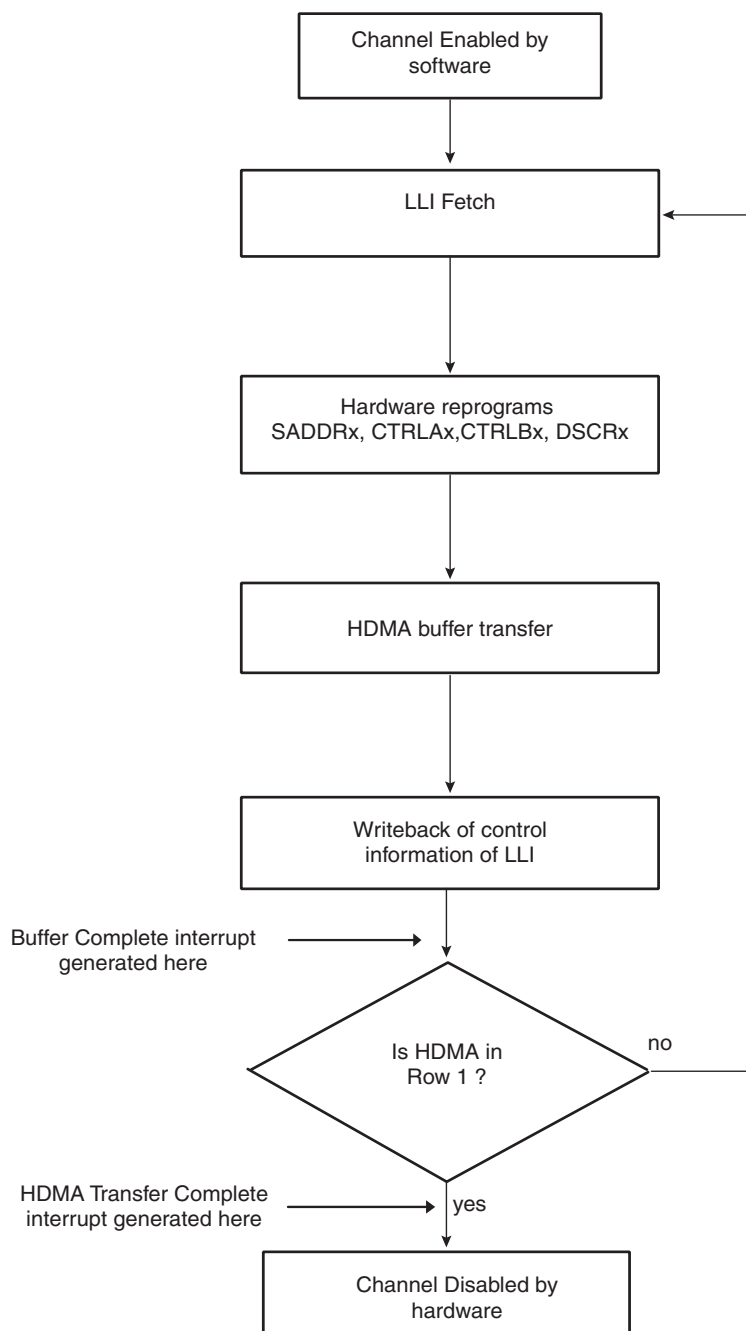 Channel Enabled by
software
LLI Fetch
Hardware reprograms
SADDRx, CTRLAx,CTRLBx, DSCRx
HDMA buffer transfer
Writeback of control
information of LLI
Buffer Complete interrupt
generated here
Is HDMA in
Row 1 ?
no
HDMA Transfer Complete
interrupt generated here
yes
Channel Disabled by
hardware